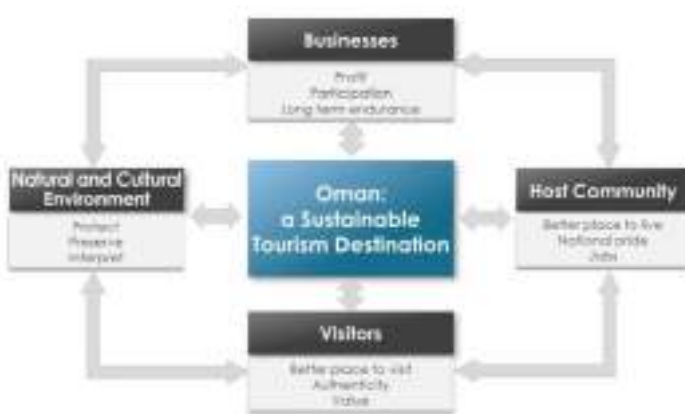 Businesses
Profit
Participation
Long term endurance
Natural and Cultural
Environment
Protect
Preserve
Interpret
Oman:
a Sustainable
Tourism Destination
Host Community
Better place to live
National pride
Jobs
Visitors
Better place to visit
Authenticity
Value